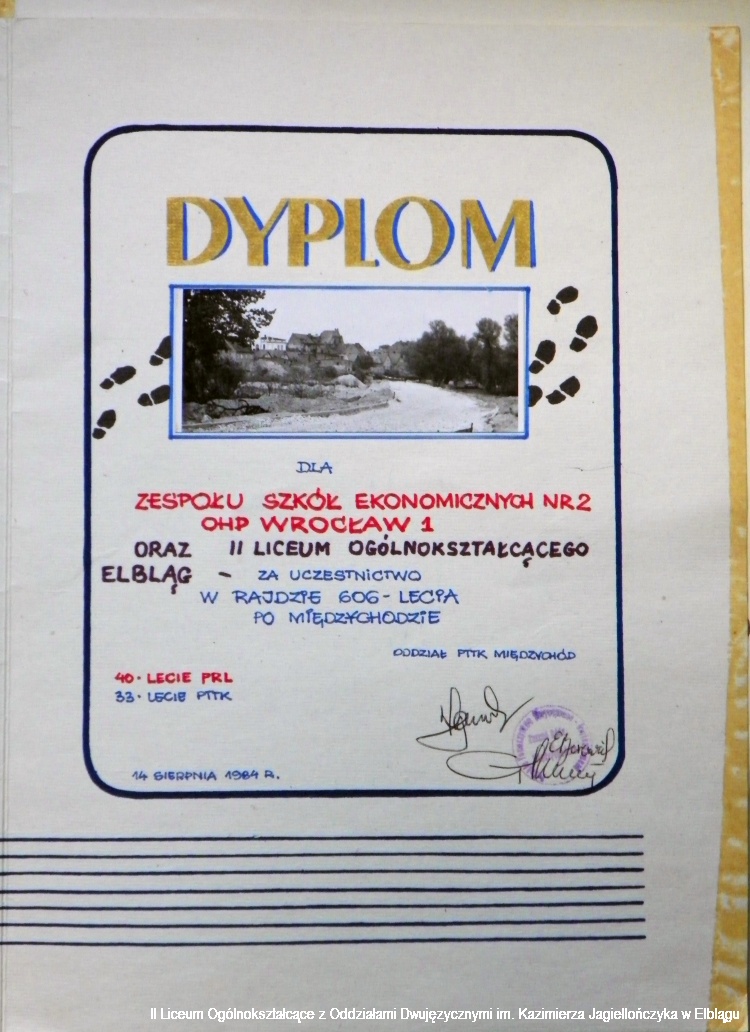 DYPLOM
DLA
ZESPOŁU SZKÓŁ EKONOMICZNYCH NR 2
OHP WROCŁAW 1
ORAZ II LICEUM OGÓLNOKSZTAŁCĄCEGO
ELBLĄG - ZA UCZESTNICTWO
W RAJDZIE 606-LECIA
PO MIĘDZYCHODZIE
ODDZIAŁ PTTK MIĘDZYCHÓD
40-LECIE PRL
33-LECIE PTTK
14 SIERPNIA 1984 R.
II Liceum Ogólnokształcące z Oddziałami Dwujęzycznymi im. Kazimierza Jagiellończyka w Elblągu